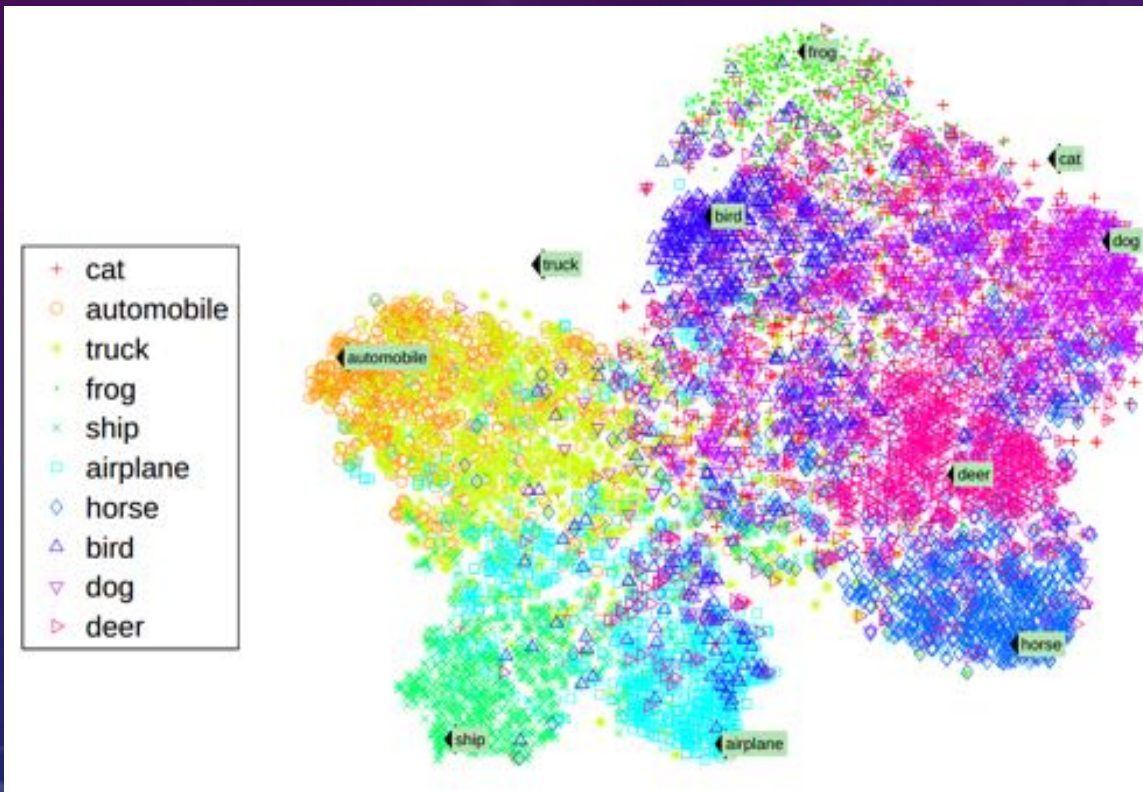 frog
cat
bird
dog
truck
automobile
deer
horse
ship
airplane
cat
automobile
truck
frog
ship
airplane
horse
bird
dog
deer